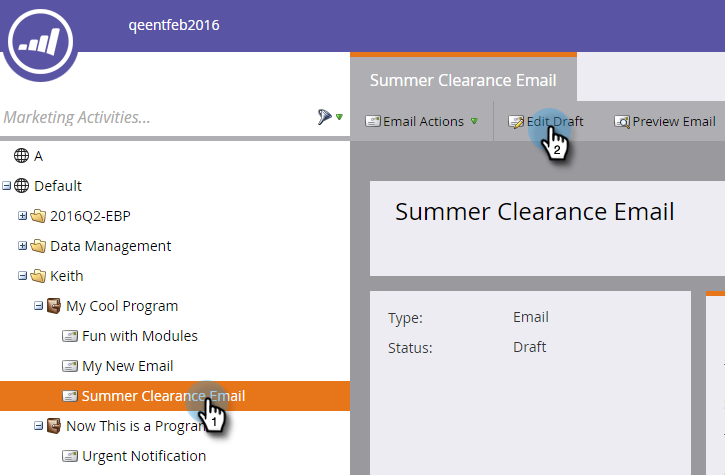 qeentfeb2016
Summer Clearance Email
Marketing Activities...
Email Actions
Edit Draft
Preview Email
A
Default
2016Q2-EBP
Data Management
Keith
My Cool Program
Fun with Modules
My New Email
Summer Clearance Email
Now This is a Program
Urgent Notification
Summer Clearance Email
Type: Email
Status: Draft
1
2